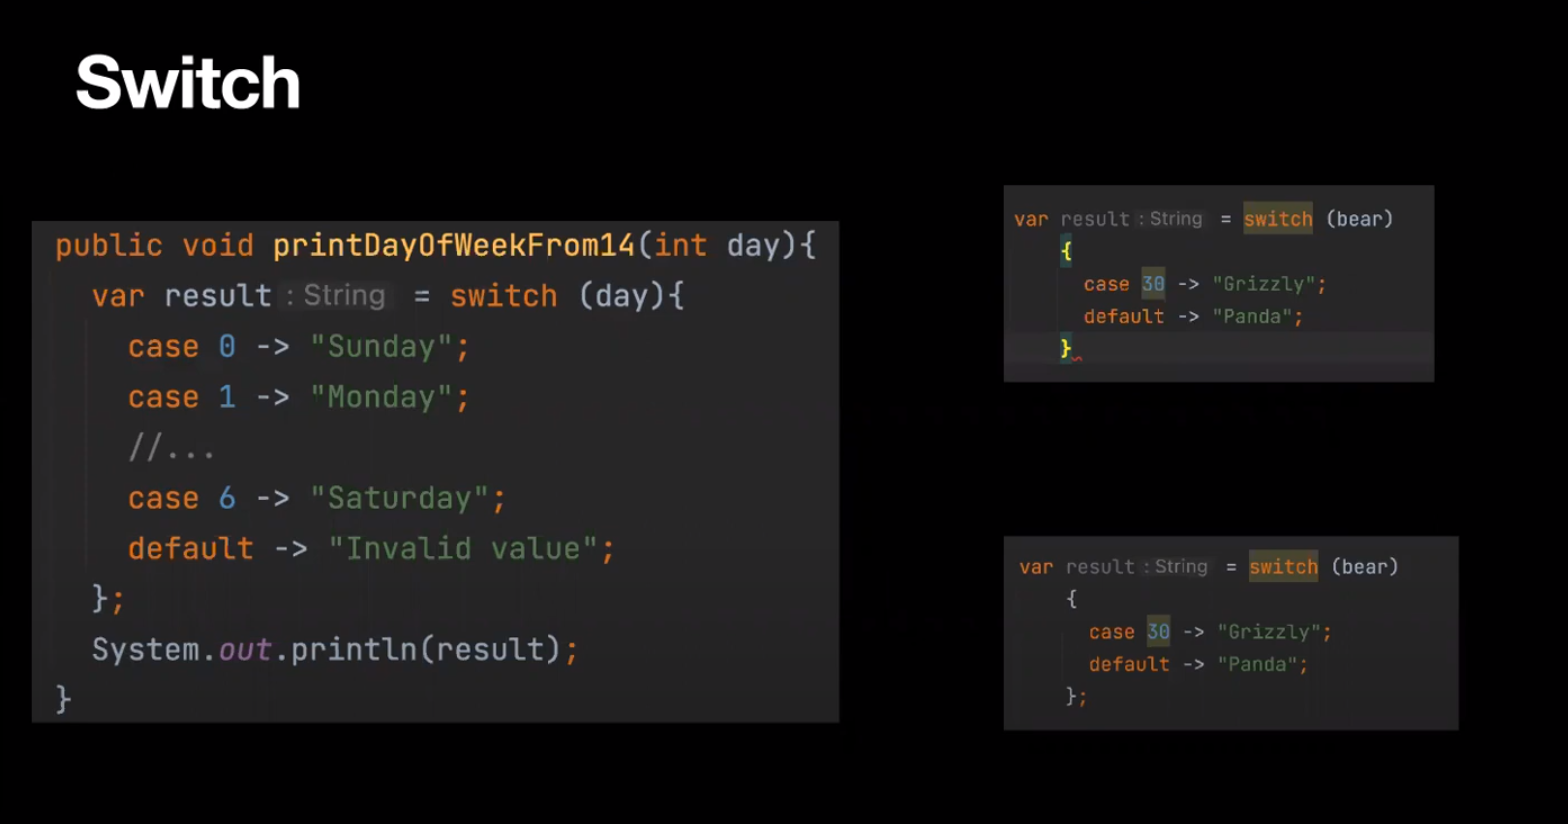 Switch
public void printDayOfWeekFrom14(int day){
var result : String = switch (day){
case 0 -> "Sunday";
case 1 -> "Monday";
//...
case 6 -> "Saturday";
default -> "Invalid value";
};
System.out.println(result);
}
var result : String = switch (bear)
{
case 30 -> "Grizzly";
default -> "Panda";
}
var result : String = switch (bear)
{
case 30 -> "Grizzly";
default -> "Panda";
};